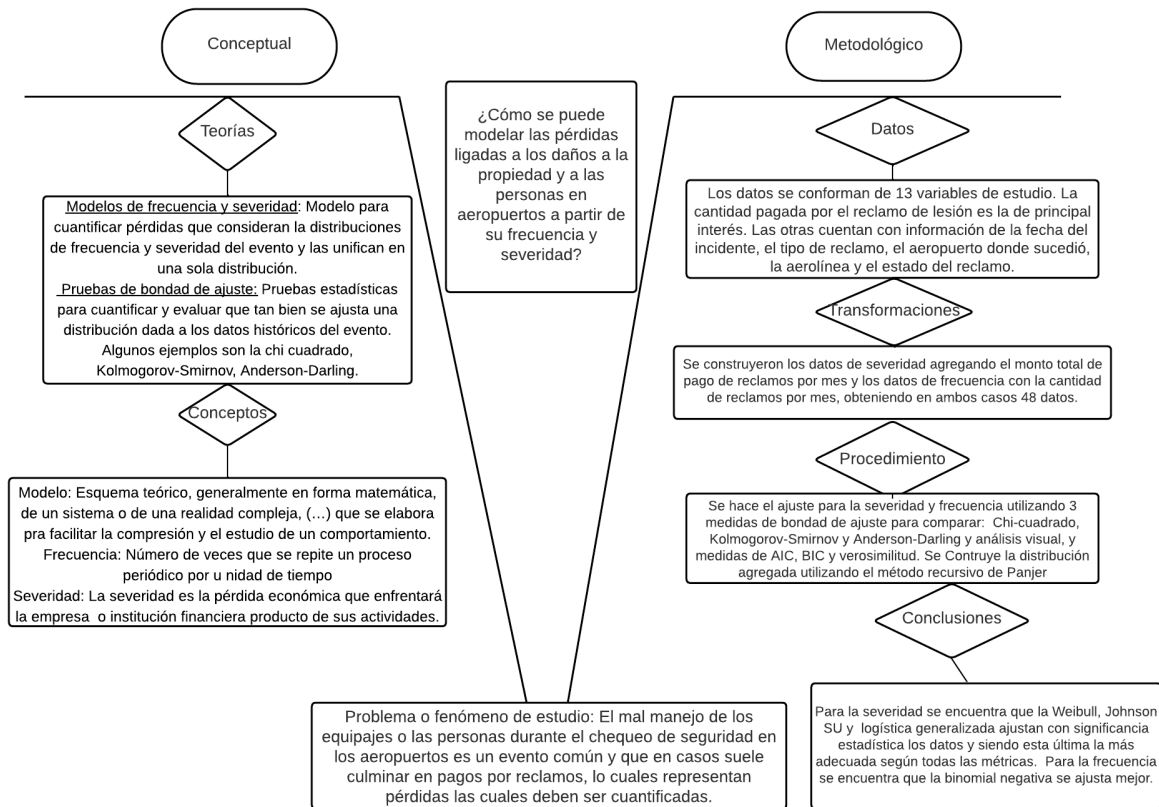 Conceptual
Teorías
Modelos de frecuencia y severidad: Modelo para
cuantificar pérdidas que consideran la distribuciones
de frecuencia y severidad del evento y las unifican en
una sola distribución.
Pruebas de bondad de ajuste: Pruebas estadísticas
para cuantificar y evaluar que tan bien se ajusta una
distribución dada a los datos históricos del evento.
Algunos ejemplos son la chi cuadrado,
Kolmogorov-Smirnov, Anderson-Darling.
Conceptos
Modelo: Esquema teórico, generalmente en forma matemática,
de un sistema o de una realidad compleja, (…) que se elabora
pra facilitar la compresión y el estudio de un comportamiento.
Frecuencia: Número de veces que se repite un proceso
periódico por u nidad de tiempo
Severidad: La severidad es la pérdida económica que enfrentará
la empresa o institución financiera producto de sus actividades.
¿Cómo se puede
modelar las pérdidas
ligadas a los daños a la
propiedad y a las
personas en
aeropuertos a partir de
su frecuencia y
severidad?
Metodológico
Datos
Los datos se conforman de 13 variables de estudio. La
cantidad pagada por el reclamo de lesión es la de principal
interés. Las otras cuentan con información de la fecha del
incidente, el tipo de reclamo, el aeropuerto donde sucedió,
la aerolínea y el estado del reclamo.
Transformaciones
Se construyeron los datos de severidad agregando el monto total de
pago de reclamos por mes y los datos de frecuencia con la cantidad
de reclamos por mes, obteniendo en ambos casos 48 datos.
Procedimiento
Se hace el ajuste para la severidad y frecuencia utilizando 3
medidas de bondad de ajuste para comparar: Chi-cuadrado,
Kolmogorov-Smirnov y Anderson-Darling y análisis visual, y
medidas de AIC, BIC y verosimilitud. Se Contruye la distribución
agregada utilizando el método recursivo de Panjer
Conclusiones
Para la severidad se encuentra que la Weibull, Johnson
SU y logística generalizada ajustan con significancia
estadística los datos y siendo esta última la más
adecuada según todas las métricas. Para la frecuencia
se encuentra que la binomial negativa se ajusta mejor.
Problema o fenómeno de estudio: El mal manejo de los
equipajes o las personas durante el chequeo de seguridad en
los aeropuertos es un evento común y que en casos suele
culminar en pagos por reclamos, lo cuales representan
pérdidas las cuales deben ser cuantificadas.